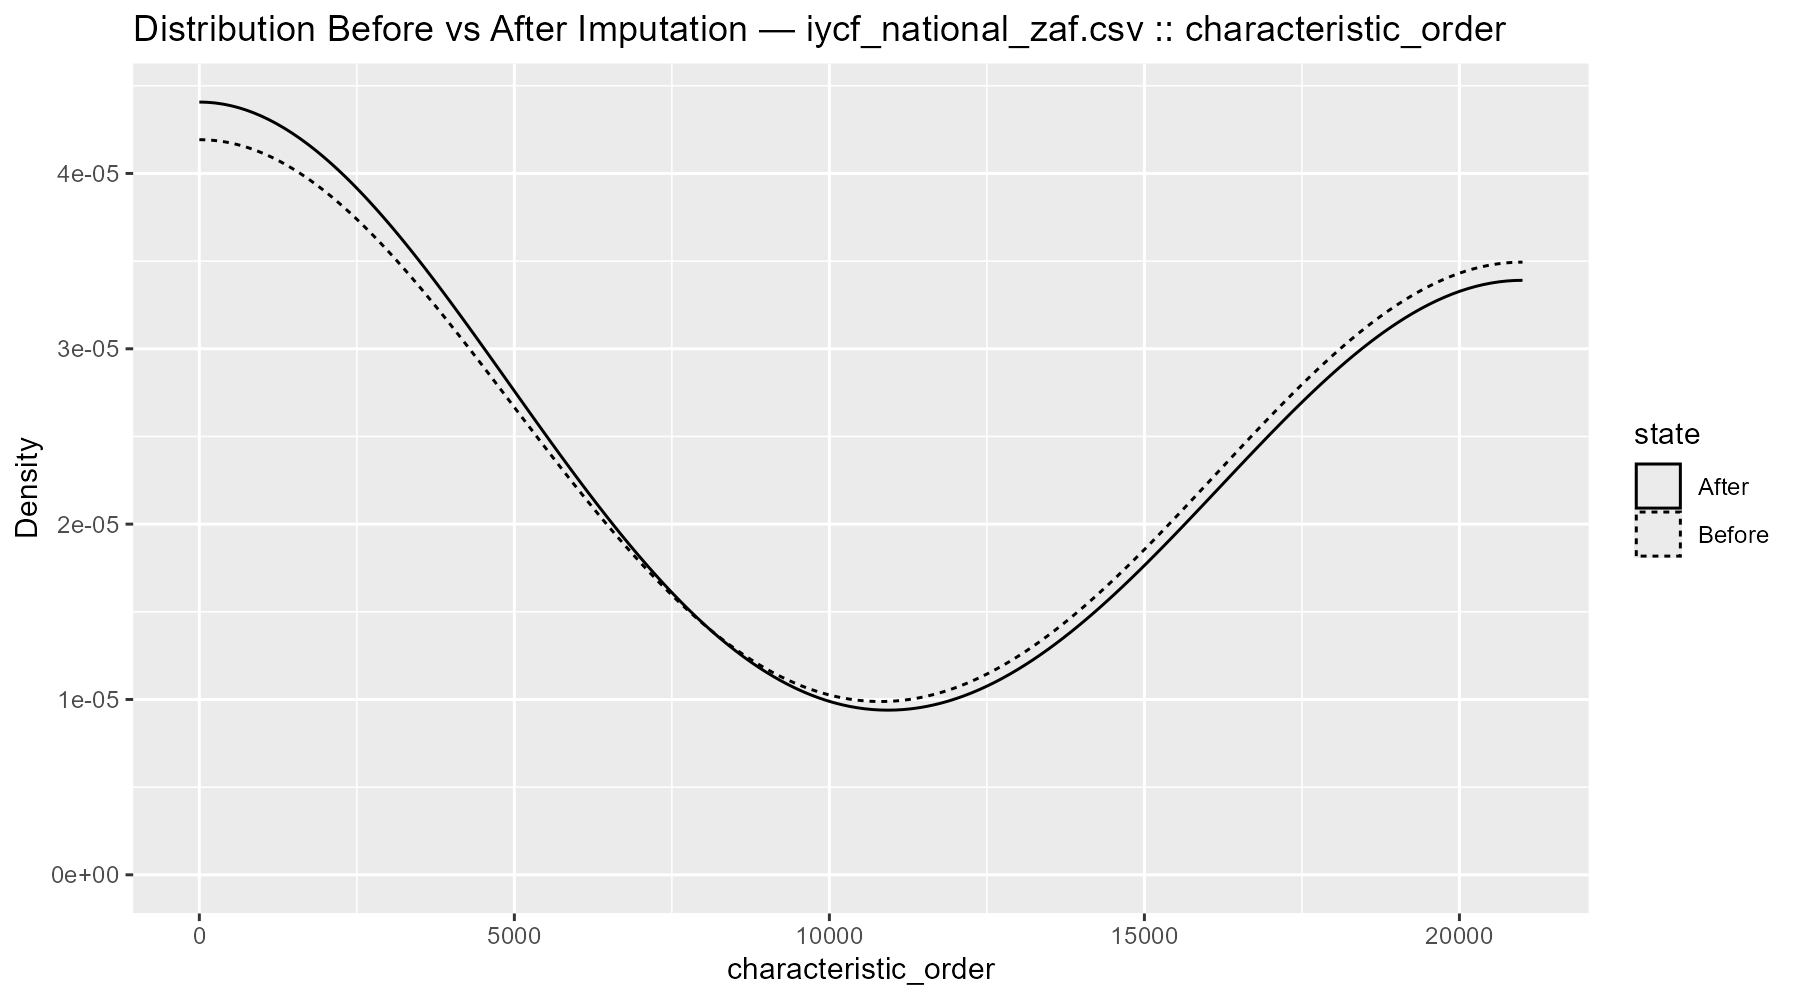 Distribution Before vs After Imputation — iycf_national_zaf.csv :: characteristic_order
Density
4e-05
3e-05
2e-05
1e-05
0e+00
0
5000
10000
15000
20000
characteristic_order
state
After
Before